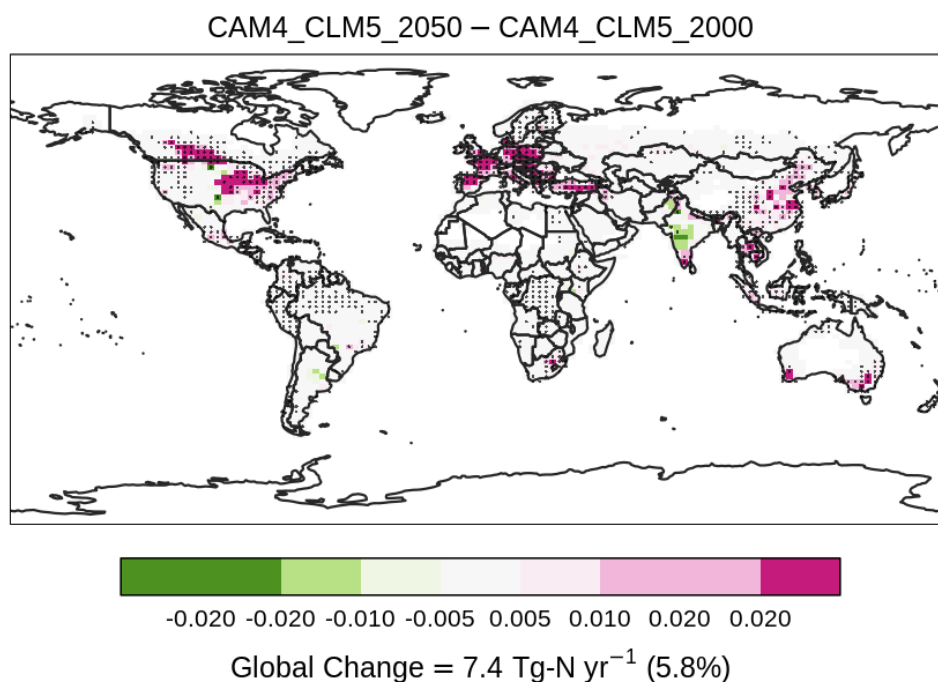 CAM4_CLM5_2050 − CAM4_CLM5_2000
-0.020 -0.020 -0.010 -0.005 0.005 0.010 0.020 0.020
Global Change = 7.4 Tg-N yr⁻¹ (5.8%)